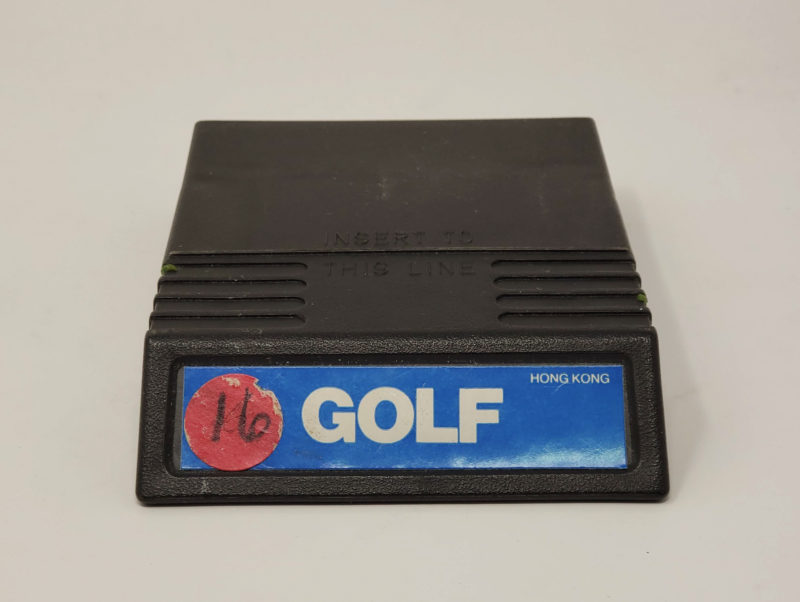 INSERT TO
THIS LINE
HONG KONG
16 GOLF